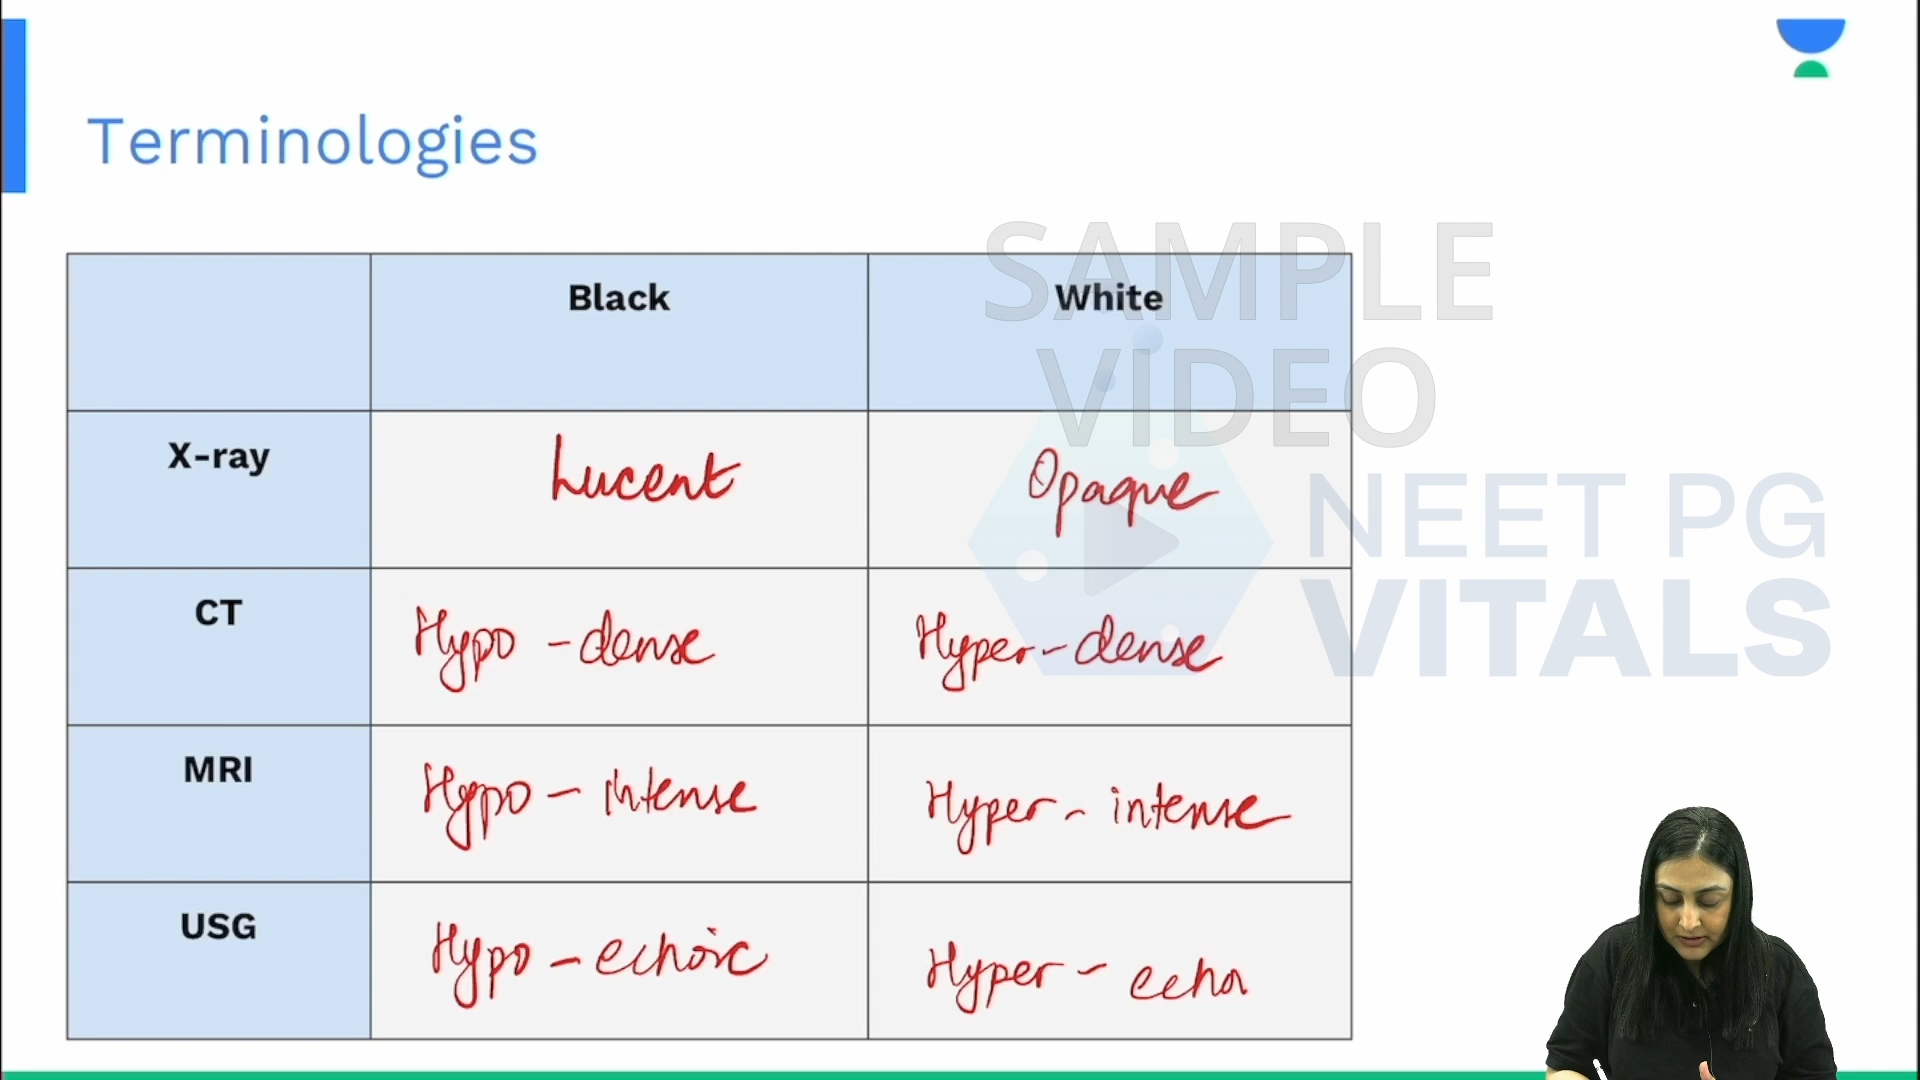 Terminologies
SAMPLE
VIDEO
NEET PG
VITALS
Black White
X-ray Lucent Opaque
CT Hypo - dense Hyper - dense
MRI Hypo - intense Hyper - intense
USG Hypo - echoic Hyper - echo